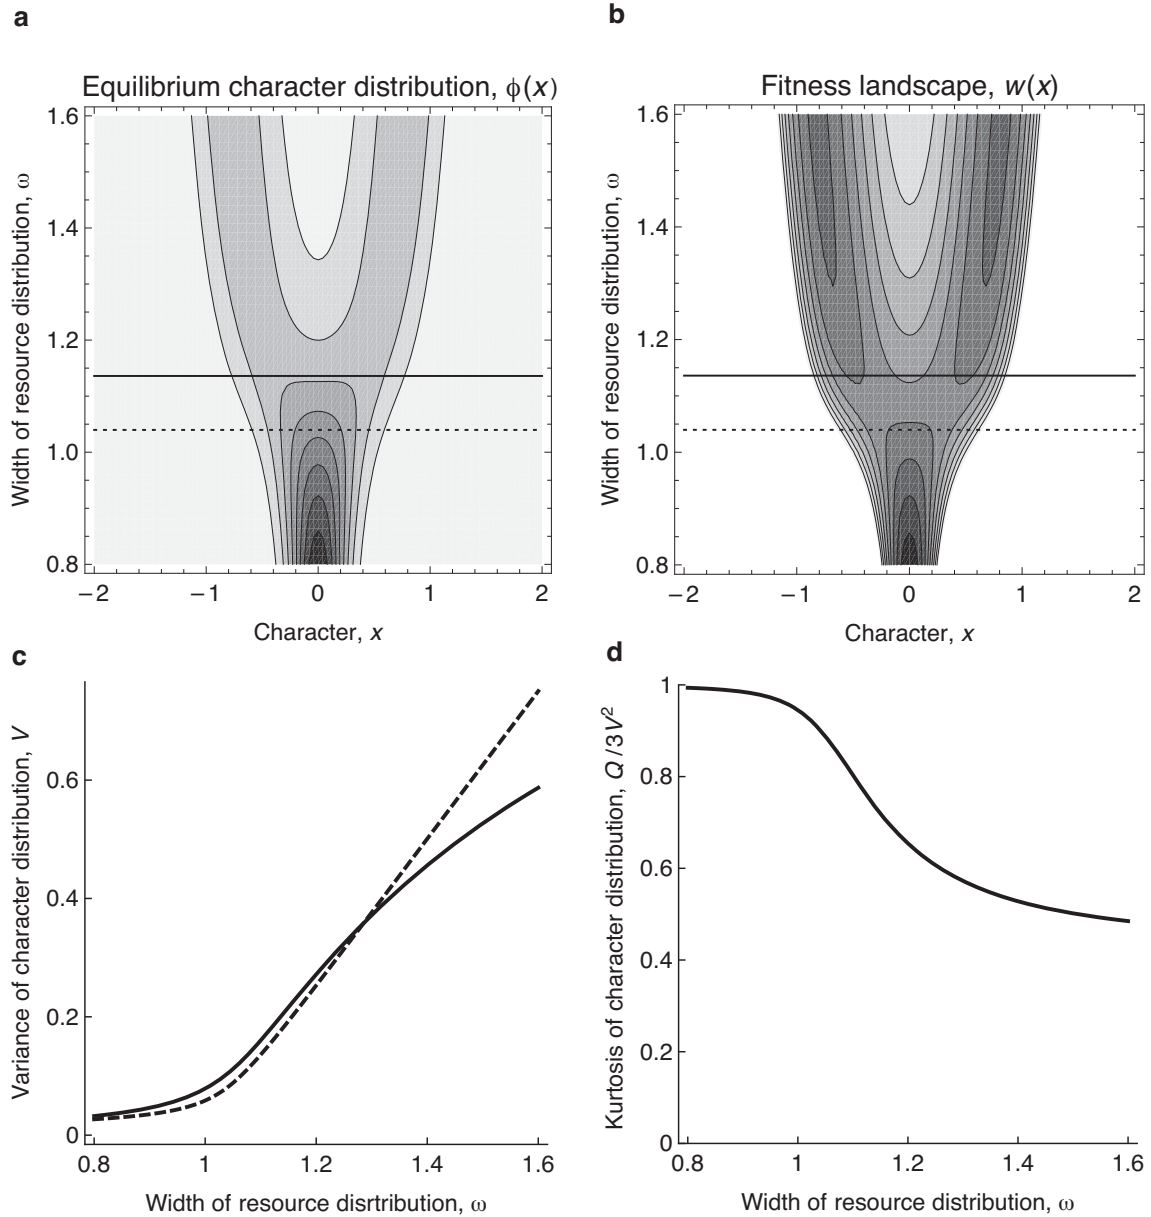 a
Equilibrium character distribution, ϕ(x)
Width of resource distribution, ω
1.6
1.4
1.2
1.0
0.8
−2
−1
0
1
2
Character, x
b
Fitness landscape, w(x)
Width of resource distribution, ω
1.6
1.4
1.2
1.0
0.8
−2
−1
0
1
2
Character, x
c
Variance of character distribution, V
0.6
0.4
0.2
0
0.8
1
1.2
1.4
1.6
Width of resource disrtribution, ω
d
Kurtosis of character distribution, Q/3V²
1
0.8
0.6
0.4
0.2
0
0.8
1
1.2
1.4
1.6
Width of resource distribution, ω